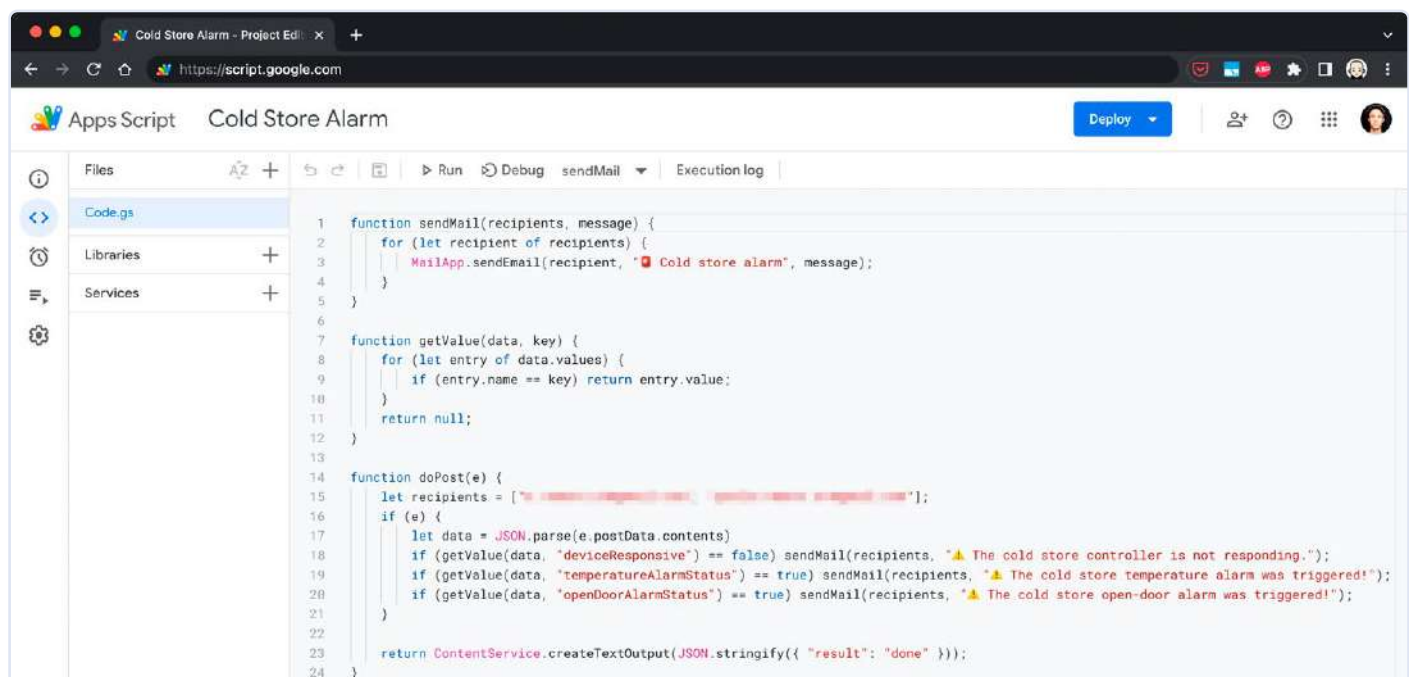 Cold Store Alarm - Project Edi
https://script.google.com
Apps Script Cold Store Alarm Deploy
Files Run Debug sendMail Execution log
Code.gs
Libraries
Services
1 function sendMail(recipients, message) {
2 for (let recipient of recipients) {
3 MailApp.sendEmail(recipient, "🚨 Cold store alarm", message);
4 }
5 }
6
7 function getValue(data, key) {
8 for (let entry of data.values) {
9 if (entry.name == key) return entry.value;
10 }
11 return null;
12 }
13
14 function doPost(e) {
15 let recipients = [" "];
16 if (e) {
17 let data = JSON.parse(e.postData.contents)
18 if (getValue(data, "deviceResponsive") == false) sendMail(recipients, "⚠️ The cold store controller is not responding.");
19 if (getValue(data, "temperatureAlarmStatus") == true) sendMail(recipients, "⚠️ The cold store temperature alarm was triggered!");
20 if (getValue(data, "openDoorAlarmStatus") == true) sendMail(recipients, "⚠️ The cold store open-door alarm was triggered!");
21 }
22
23 return ContentService.createTextOutput(JSON.stringify({ "result": "done" }));
24 }